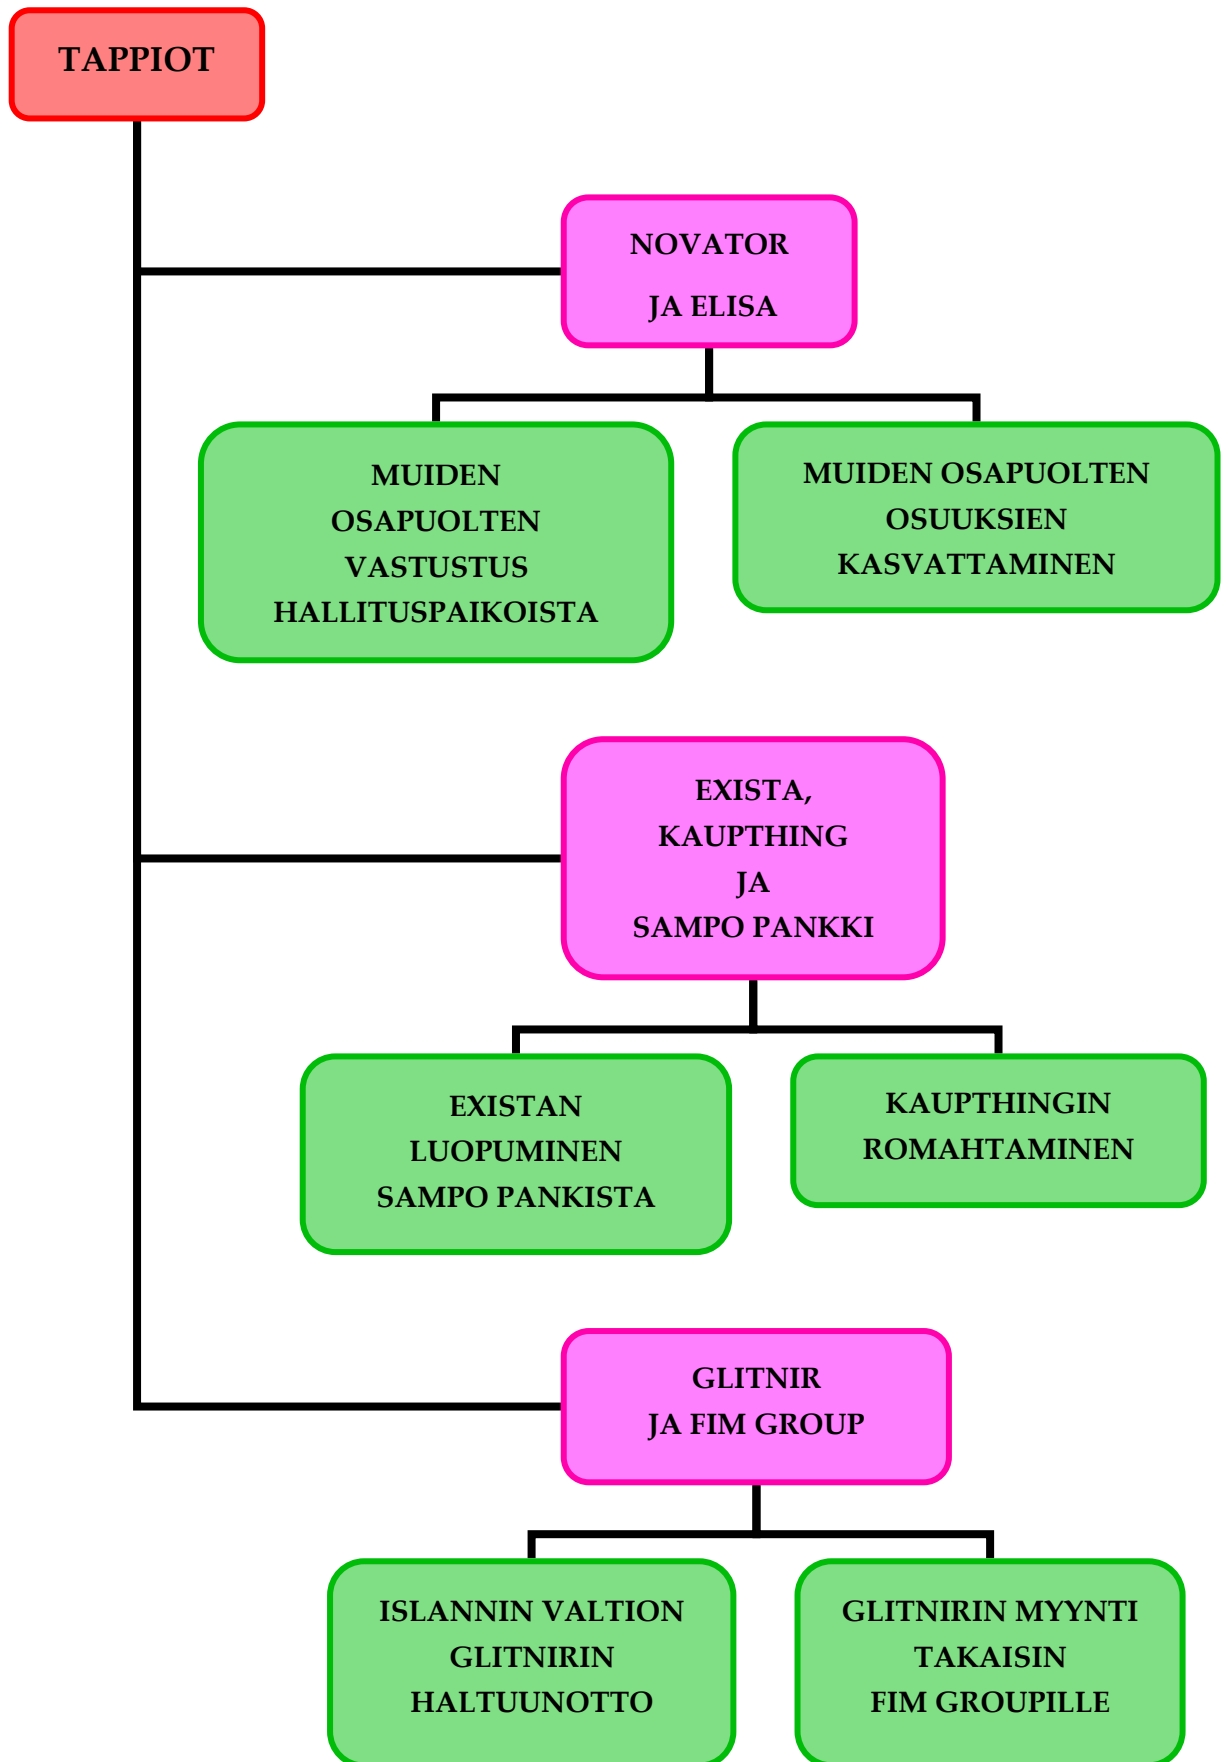 TAPPIOT
NOVATOR
JA ELISA
MUIDEN
OSAPUOLTEN
VASTUSTUS
HALLITUSPAIKOISTA
MUIDEN OSAPUOLTEN
OSUUKSIEN
KASVATTAMINEN
EXISTA,
KAUPTHING
JA
SAMPO PANKKI
EXISTAN
LUOPUMINEN
SAMPO PANKISTA
KAUPTHINGIN
ROMAHTAMINEN
GLITNIR
JA FIM GROUP
ISLANNIN VALTION
GLITNIRIN
HALTUUNOTTO
GLITNIRIN MYYNTI
TAKAISIN
FIM GROUPILLE